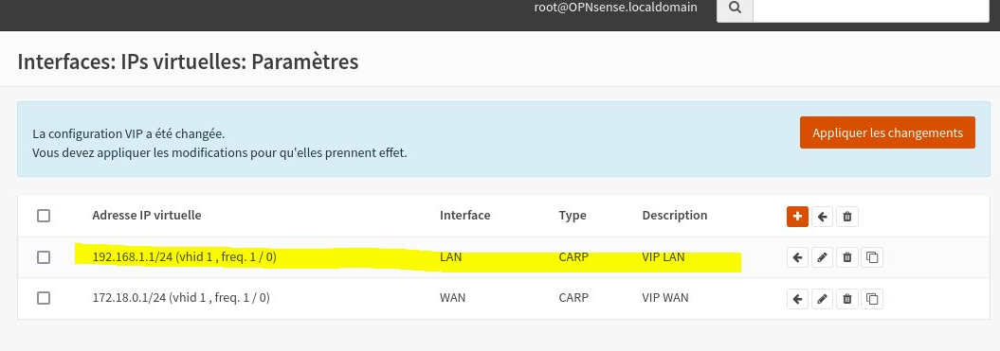 root@OPNsense.localdomain
Interfaces: IPs virtuelles: Paramètres
La configuration VIP a été changée.
Vous devez appliquer les modifications pour qu'elles prennent effet.
Appliquer les changements
Adresse IP virtuelle Interface Type Description
192.168.1.1/24 (vhid 1 , freq. 1 / 0) LAN CARP VIP LAN
172.18.0.1/24 (vhid 1 , freq. 1 / 0) WAN CARP VIP WAN